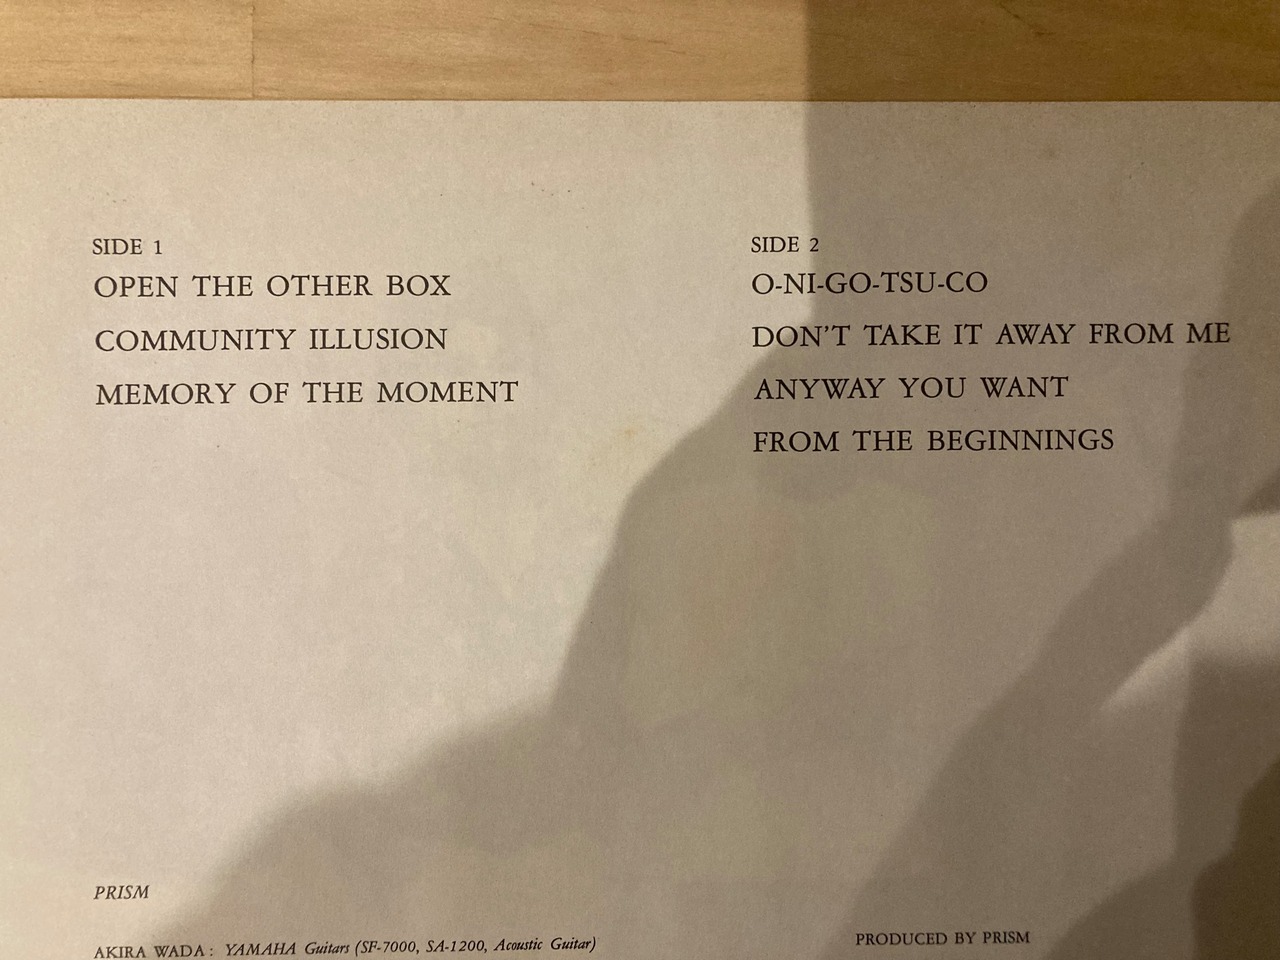 SIDE 1
OPEN THE OTHER BOX
COMMUNITY ILLUSION
MEMORY OF THE MOMENT
SIDE 2
O-NI-GO-TSU-CO
DON'T TAKE IT AWAY FROM ME
ANYWAY YOU WANT
FROM THE BEGINNINGS
PRISM
AKIRA WADA: YAMAHA Guitars (SF-7000, SA-1200, Acoustic Guitar)
PRODUCED BY PRISM